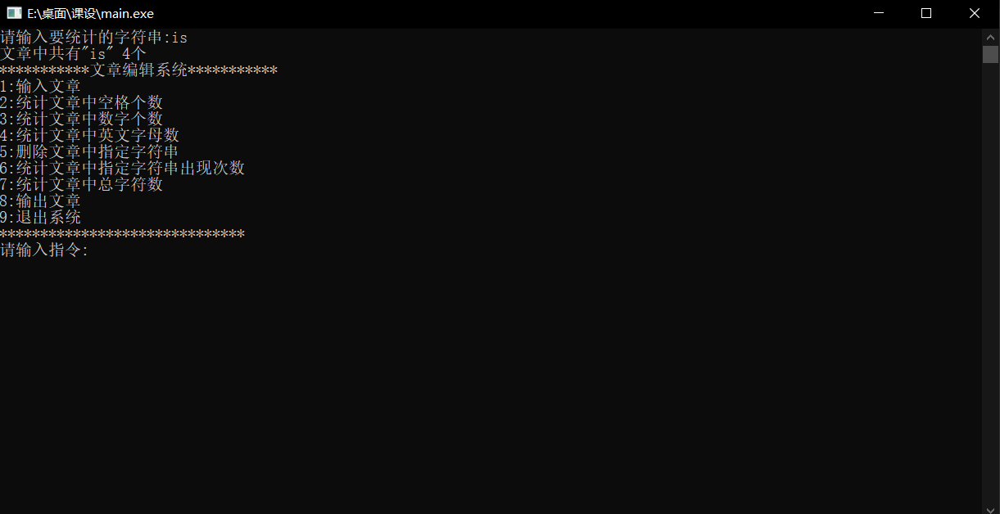 E:\桌面\课设\main.exe
请输入要统计的字符串:is
文章中共有"is" 4个
***********文章编辑系统***********
1:输入文章
2:统计文章中空格个数
3:统计文章中数字个数
4:统计文章中英文字母数
5:删除文章中指定字符串
6:统计文章中指定字符串出现次数
7:统计文章中总字符数
8:输出文章
9:退出系统
******************************
请输入指令: